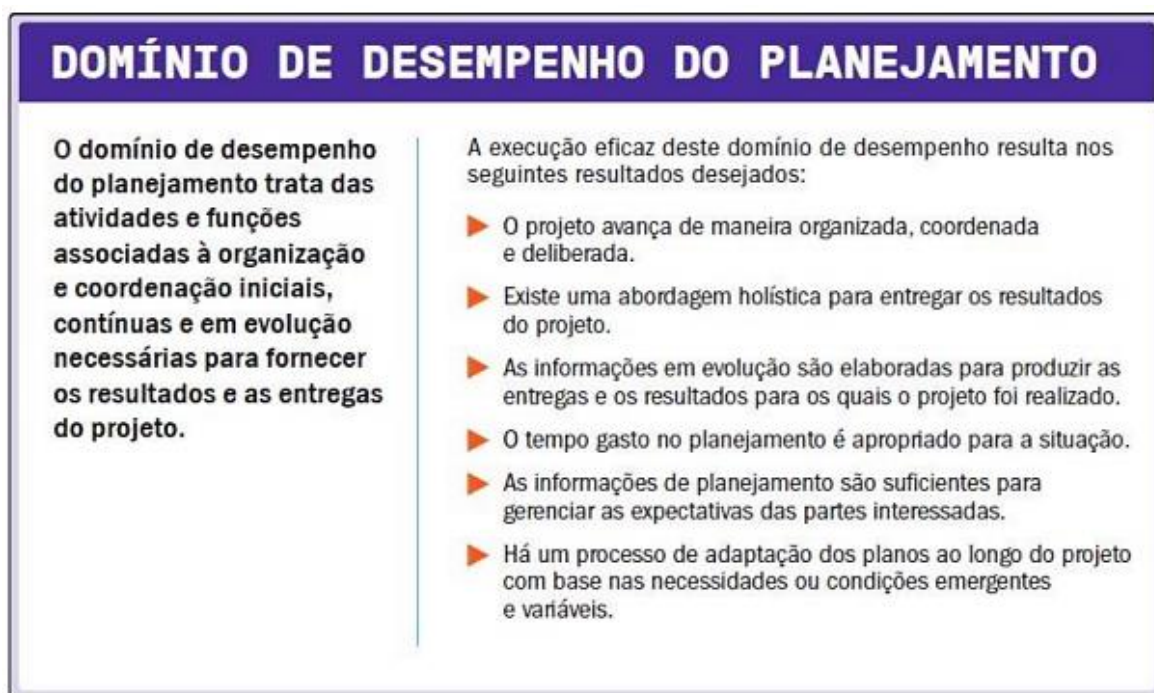 DOMÍNIO DE DESEMPENHO DO PLANEJAMENTO
O domínio de desempenho
do planejamento trata das
atividades e funções
associadas à organização
e coordenação iniciais,
contínuas e em evolução
necessárias para fornecer
os resultados e as entregas
do projeto.
A execução eficaz deste domínio de desempenho resulta nos
seguintes resultados desejados:
O projeto avança de maneira organizada, coordenada
e deliberada.
Existe uma abordagem holística para entregar os resultados
do projeto.
As informações em evolução são elaboradas para produzir as
entregas e os resultados para os quais o projeto foi realizado.
O tempo gasto no planejamento é apropriado para a situação.
As informações de planejamento são suficientes para
gerenciar as expectativas das partes interessadas.
Há um processo de adaptação dos planos ao longo do projeto
com base nas necessidades ou condições emergentes
e variáveis.